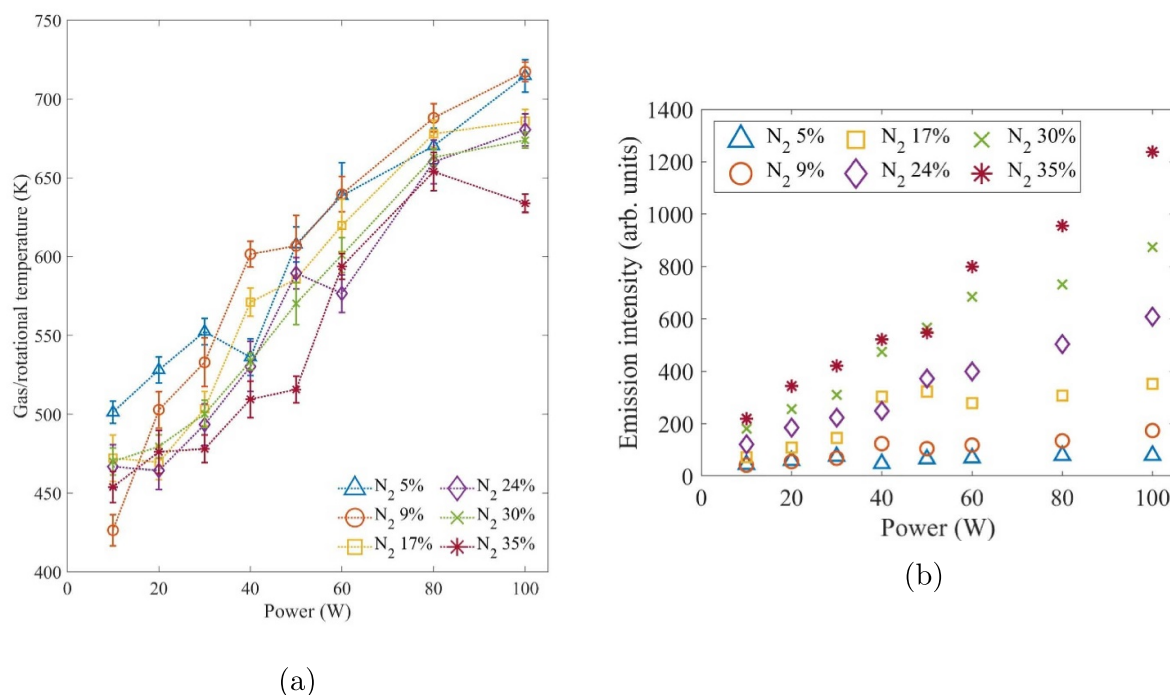 750
700
650
600
550
500
450
400
0
20
40
60
80
100
Gas/rotational temperature (K)
Power (W)
N2 5%
N2 9%
N2 17%
N2 24%
N2 30%
N2 35%
(a)
1400
1200
1000
800
600
400
200
0
0
20
40
60
80
100
Emission intensity (arb. units)
Power (W)
N2 5%
N2 17%
N2 30%
N2 9%
N2 24%
N2 35%
(b)